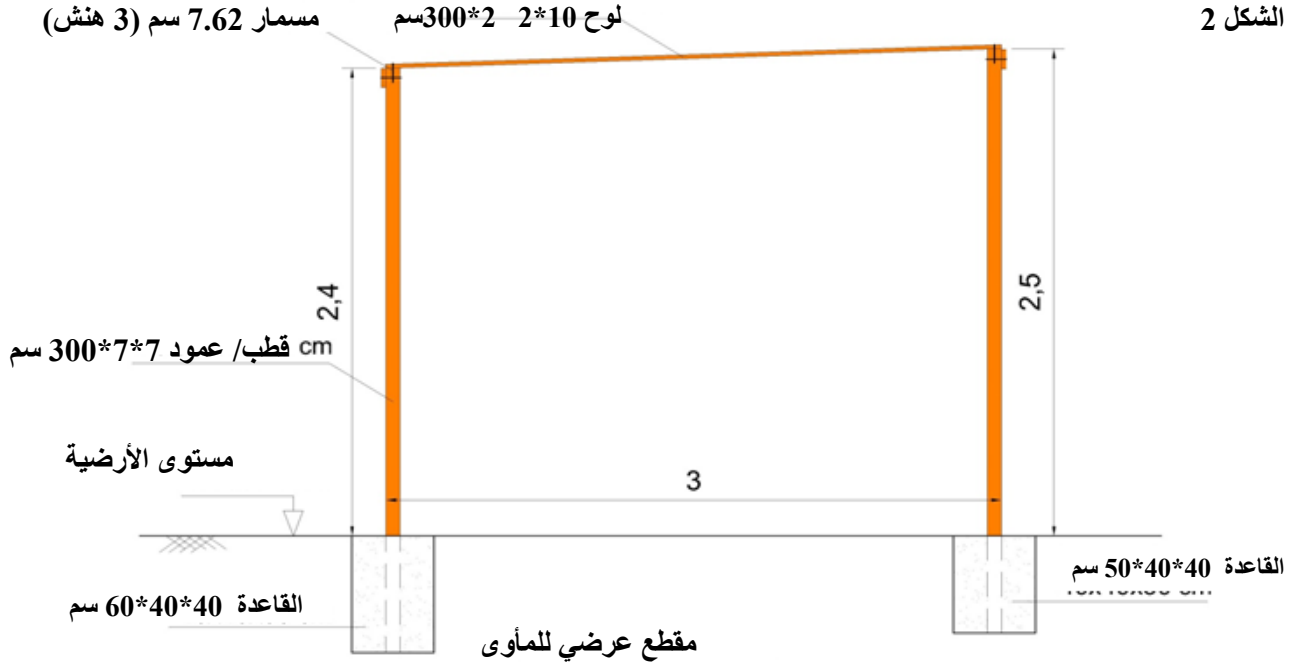 الشكل 2
مسمار 7.62 سم (3 هنش)
لوح 10*2 2*300سم
2,4
2,5
قطب/ عمود 7*7*300 سم
cm
مستوى الأرضية
3
القاعدة 40*40*50 سم
القاعدة 40*40*60 سم
مقطع عرضي للمأوى